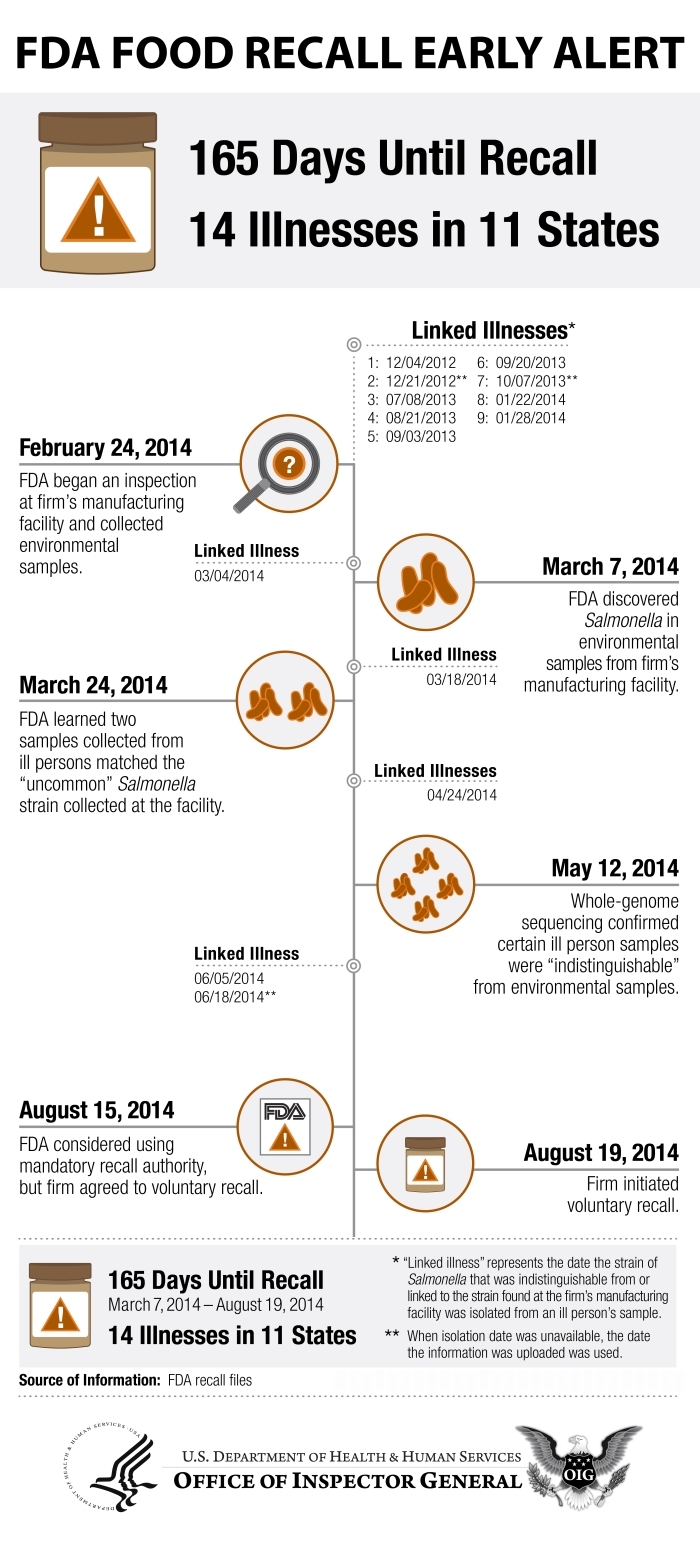 FDA FOOD RECALL EARLY ALERT
!
165 Days Until Recall
14 Illnesses in 11 States
Linked Illnesses*
1: 12/04/2012 6: 09/20/2013
2: 12/21/2012** 7: 10/07/2013**
3: 07/08/2013 8: 01/22/2014
4: 08/21/2013 9: 01/28/2014
5: 09/03/2013
February 24, 2014
?
FDA began an inspection
at firm's manufacturing
facility and collected
environmental
samples.
Linked Illness
03/04/2014
March 7, 2014
FDA discovered
Salmonella in
environmental
samples from firm's
manufacturing facility.
Linked Illness
03/18/2014
March 24, 2014
FDA learned two
samples collected from
ill persons matched the
“uncommon” Salmonella
strain collected at the facility.
Linked Illnesses
04/24/2014
May 12, 2014
Whole-genome
sequencing confirmed
certain ill person samples
were “indistinguishable”
from environmental samples.
Linked Illness
06/05/2014
06/18/2014**
August 15, 2014
FDA
!
FDA considered using
mandatory recall authority,
but firm agreed to voluntary recall.
August 19, 2014
!
Firm initiated
voluntary recall.
!
165 Days Until Recall
March 7, 2014 – August 19, 2014
14 Illnesses in 11 States
* “Linked illness” represents the date the strain of
Salmonella that was indistinguishable from or
linked to the strain found at the firm's manufacturing
facility was isolated from an ill person's sample.
** When isolation date was unavailable, the date
the information was uploaded was used.
Source of Information: FDA recall files
DEPARTMENT OF HEALTH & HUMAN SERVICES · USA
U.S. DEPARTMENT OF HEALTH & HUMAN SERVICES
OFFICE OF INSPECTOR GENERAL
OIG